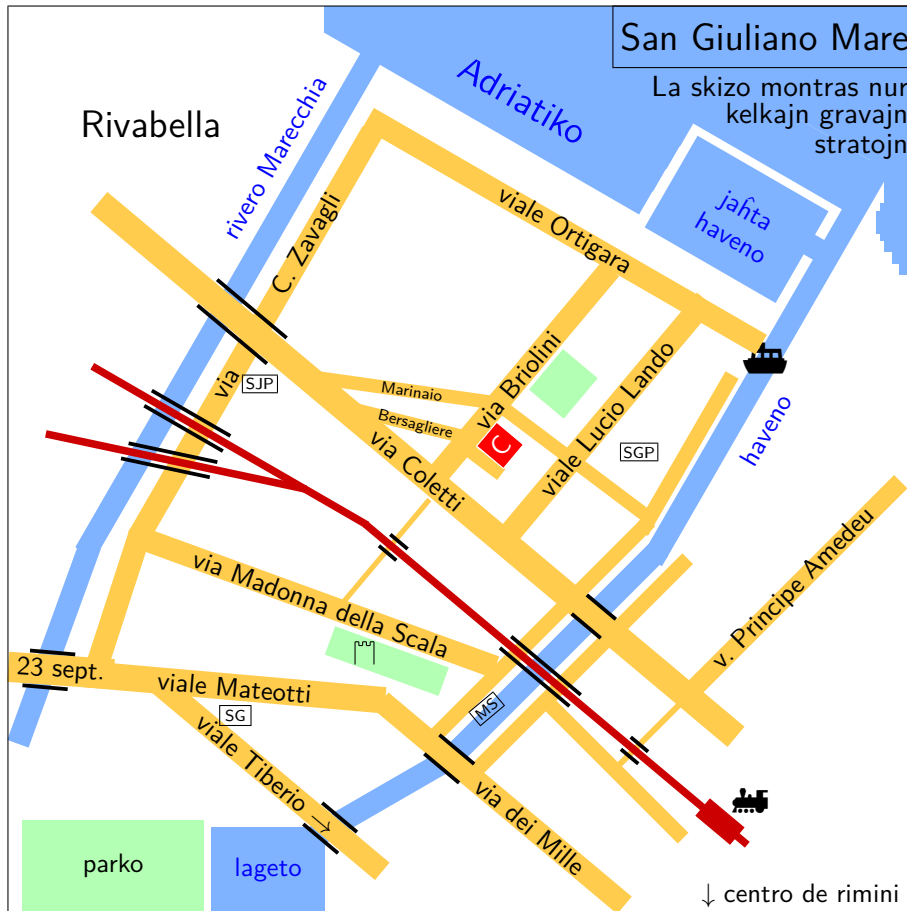 San Giuliano Mare
La skizo montras nur
kelkajn gravajn
stratojn
Adriatiko
Rivabella
rivero Marecchia
jaĥta
haveno
viale Ortigara
via C. Zavagli
SJP
Marinaio
Bersagliere
via Briolini
C
viale Lucio Lando
SGP
haveno
via Coletti
v. Principe Amedeu
via Madonna della Scala
23 sept.
viale Mateotti
SG
MS
viale Tiberio →
via dei Mille
parko
lageto
↓ centro de rimini